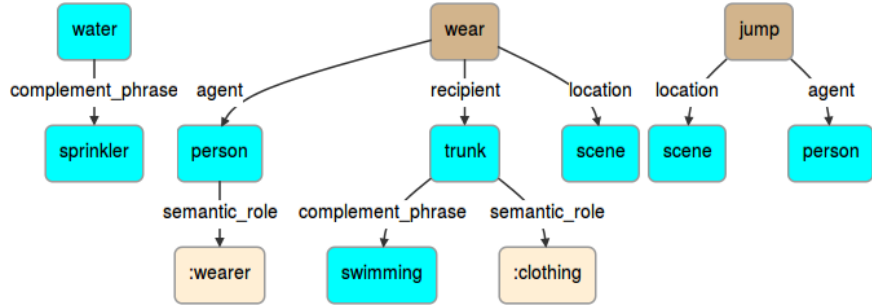 water wear jump
complement_phrase agent recipient location location agent
sprinkler person trunk scene scene person
semantic_role complement_phrase semantic_role
:wearer swimming :clothing